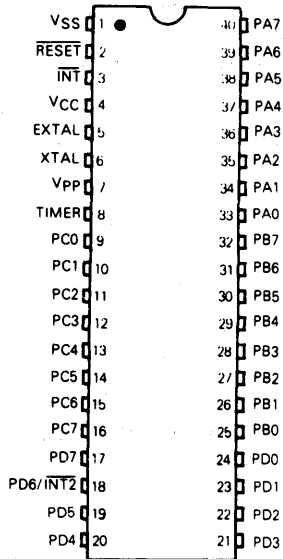 VSS 1 40 PA7
RESET 2 39 PA6
INT 3 38 PA5
VCC 4 37 PA4
EXTAL 5 36 PA3
XTAL 6 35 PA2
VPP 7 34 PA1
TIMER 8 33 PA0
PC0 9 32 PB7
PC1 10 31 PB6
PC2 11 30 PB5
PC3 12 29 PB4
PC4 13 28 PB3
PC5 14 27 PB2
PC6 15 26 PB1
PC7 16 25 PB0
PD7 17 24 PD0
PD6/INT2 18 23 PD1
PD5 19 22 PD2
PD4 20 21 PD3